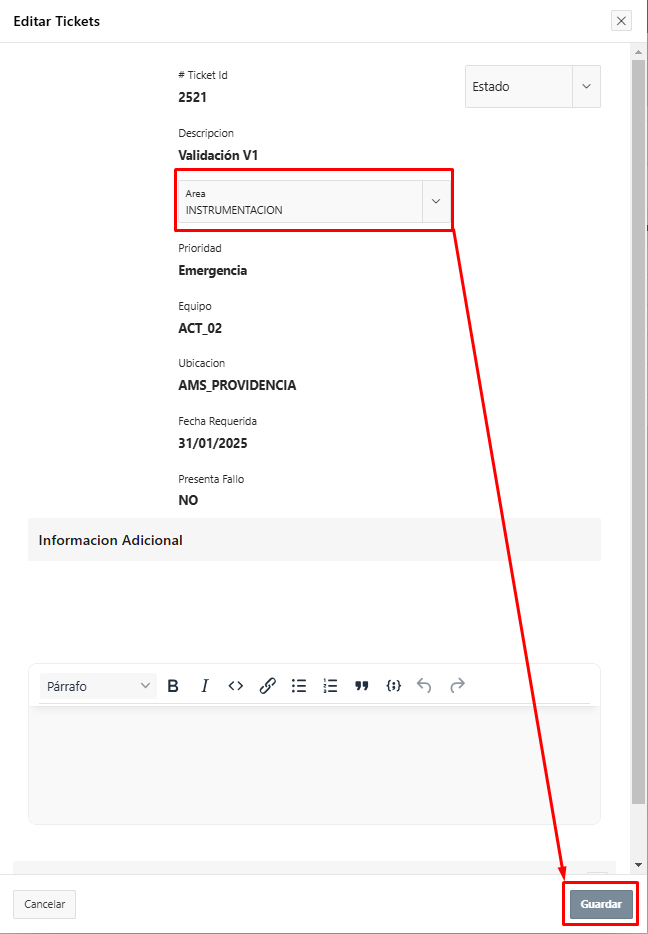 Editar Tickets
# Ticket Id
2521
Estado
Descripcion
Validación V1
Area
INSTRUMENTACION
Prioridad
Emergencia
Equipo
ACT_02
Ubicacion
AMS_PROVIDENCIA
Fecha Requerida
31/01/2025
Presenta Fallo
NO
Informacion Adicional
Párrafo
Cancelar
Guardar